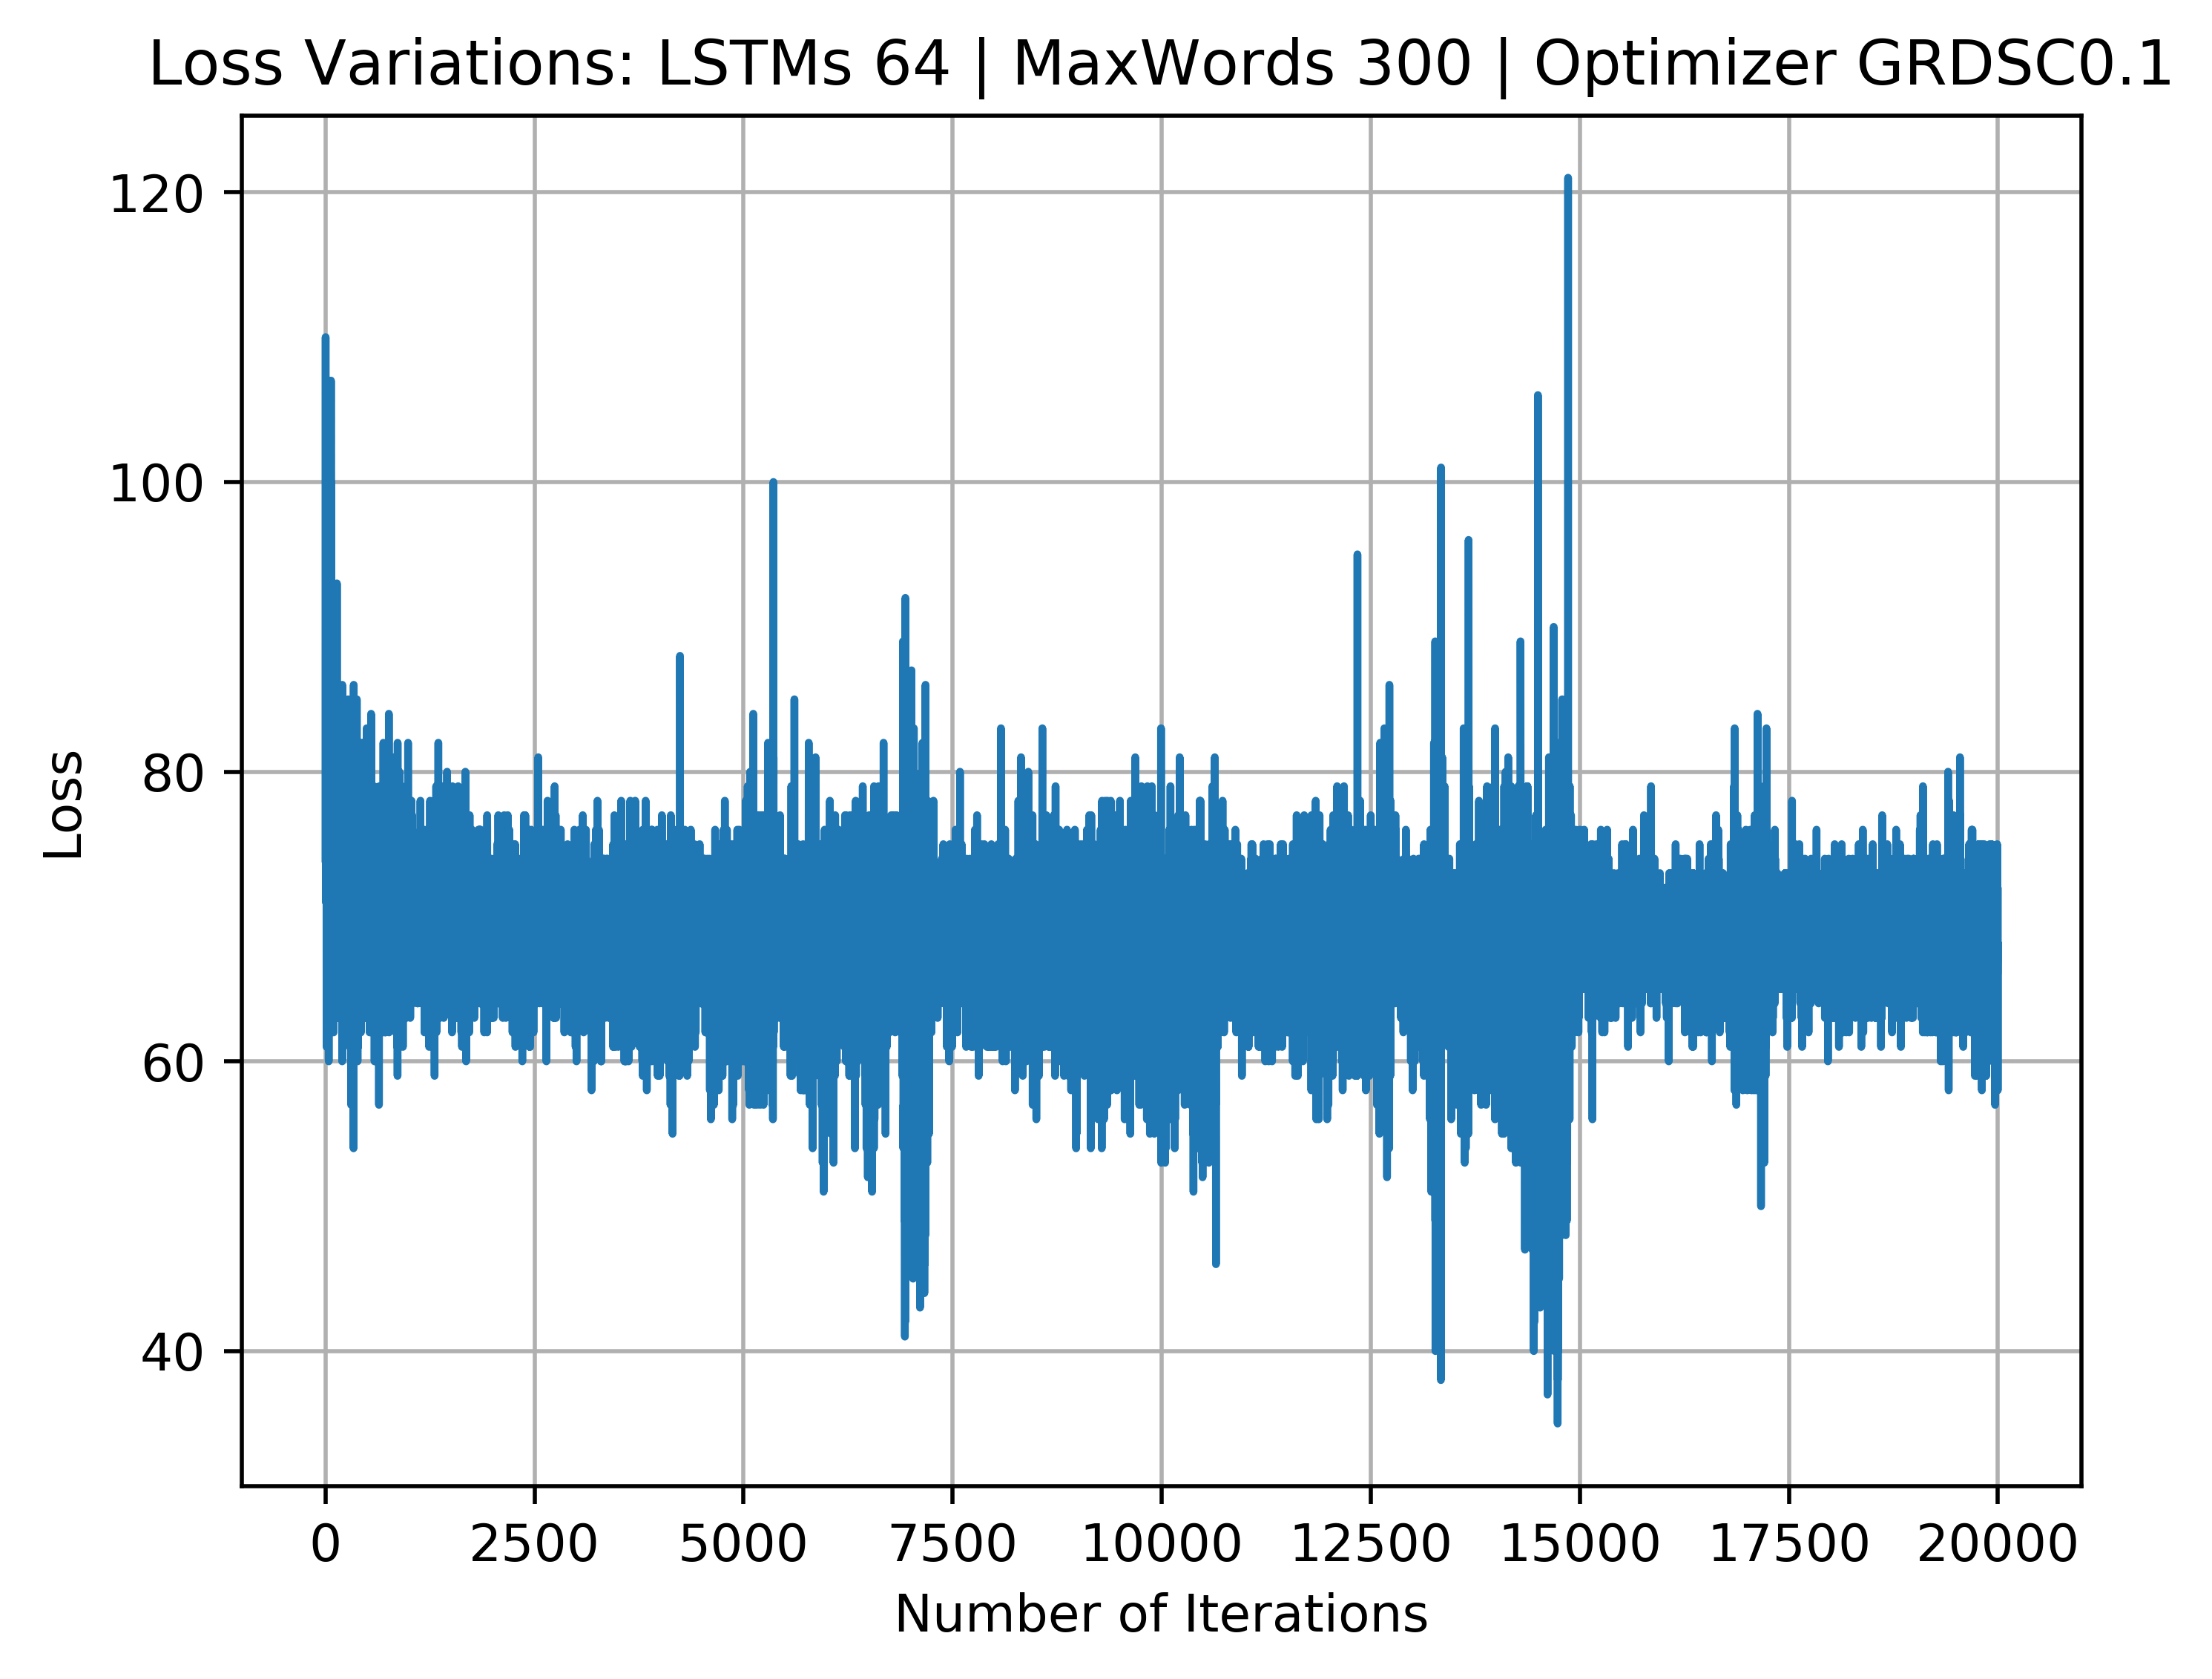 Loss Variations: LSTMs 64 | MaxWords 300 | Optimizer GRDSC0.1
120
100
80
60
40
Loss
0 2500 5000 7500 10000 12500 15000 17500 20000
Number of Iterations